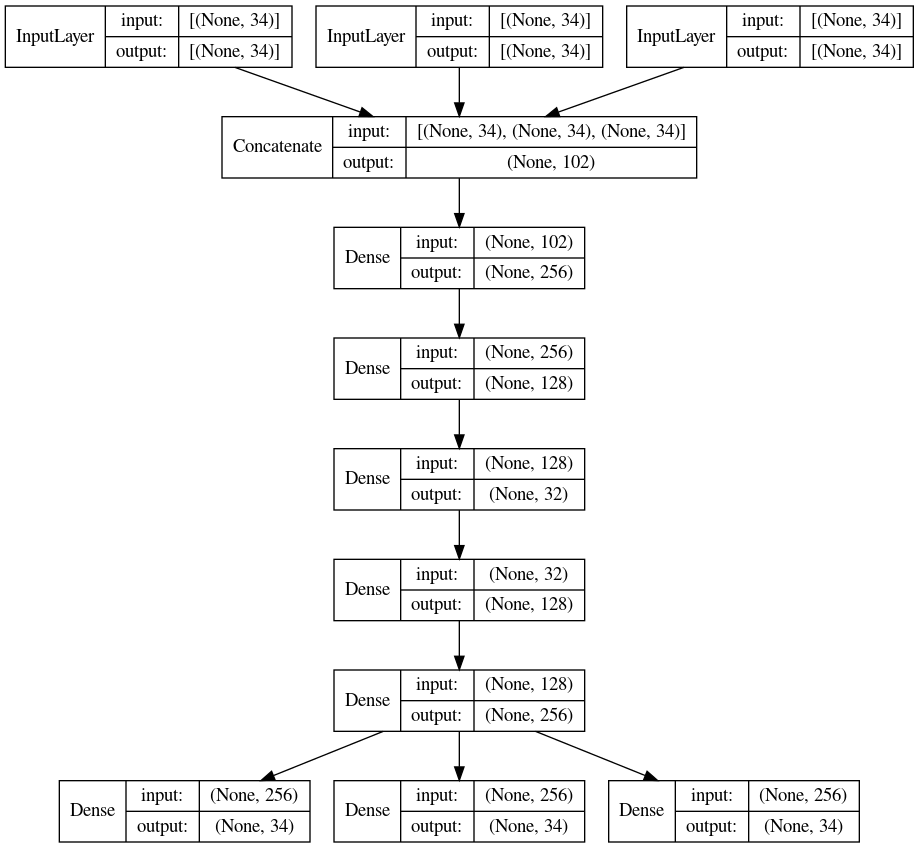 InputLayer input: [(None, 34)] InputLayer input: [(None, 34)] InputLayer input: [(None, 34)]
output: [(None, 34)] output: [(None, 34)] output: [(None, 34)]
Concatenate input: [(None, 34), (None, 34), (None, 34)]
output: (None, 102)
Dense input: (None, 102)
output: (None, 256)
Dense input: (None, 256)
output: (None, 128)
Dense input: (None, 128)
output: (None, 32)
Dense input: (None, 32)
output: (None, 128)
Dense input: (None, 128)
output: (None, 256)
Dense input: (None, 256) Dense input: (None, 256) Dense input: (None, 256)
output: (None, 34) output: (None, 34) output: (None, 34)